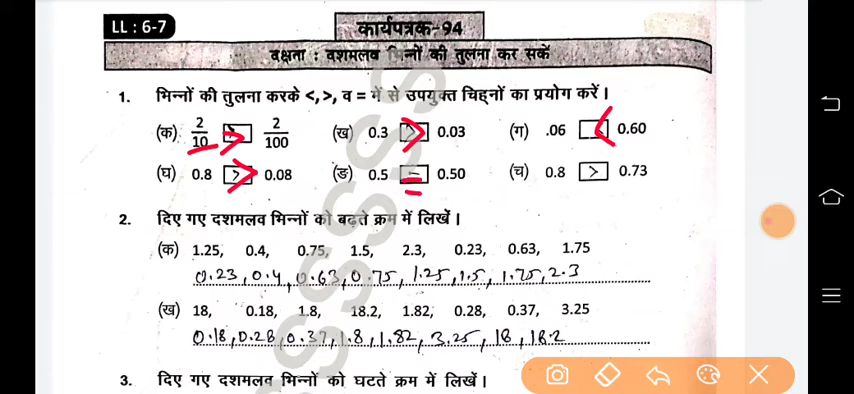 LL : 6-7
कार्यपत्रक-94
दक्षता : दशमलव भिन्नों की तुलना कर सकें
1. भिन्नों की तुलना करके <,>, व = में से उपयुक्त चिह्नों का प्रयोग करें।
(क) 2/10 > 2/100 (ख) 0.3 > 0.03 (ग) .06 < 0.60
(घ) 0.8 > 0.08 (ङ) 0.5 = 0.50 (च) 0.8 > 0.73
2. दिए गए दशमलव भिन्नों को बढ़ते क्रम में लिखें।
(क) 1.25, 0.4, 0.75, 1.5, 2.3, 0.23, 0.63, 1.75
0.23, 0.4, 0.63, 0.75, 1.25, 1.5, 1.75, 2.3
(ख) 18, 0.18, 1.8, 18.2, 1.82, 0.28, 0.37, 3.25
0.18, 0.28, 0.37, 1.8, 1.82, 3.25, 18, 18.2
3. दिए गए दशमलव भिन्नों को घटते क्रम में लिखें।